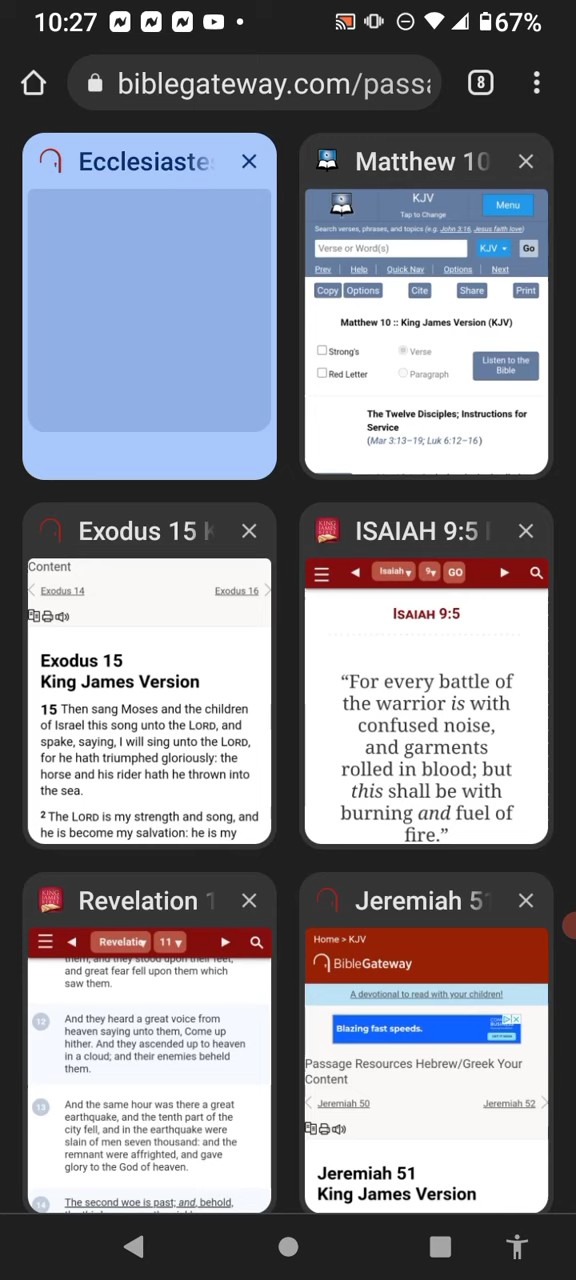 10:27
67%
biblegateway.com/passa
8
Ecclesiaste
Matthew 10
KJV
Tap to Change
Menu
Search verses, phrases, and topics (e.g. John 3:16, Jesus faith love)
Verse or Word(s)
KJV
Go
Prev
Help
Quick Nav
Options
Next
Copy
Options
Cite
Share
Print
Matthew 10 :: King James Version (KJV)
Strong's
Verse
Red Letter
Paragraph
Listen to the
Bible
The Twelve Disciples; Instructions for
Service
(Mar 3:13–19; Luk 6:12–16)
Exodus 15
Content
Exodus 14
Exodus 16
Exodus 15
King James Version
15 Then sang Moses and the children
of Israel this song unto the LORD, and
spake, saying, I will sing unto the LORD,
for he hath triumphed gloriously: the
horse and his rider hath he thrown into
the sea.
2 The LORD is my strength and song, and
he is become my salvation: he is my
ISAIAH 9:5
Isaiah
9
GO
ISAIAH 9:5
“For every battle of
the warrior is with
confused noise,
and garments
rolled in blood; but
this shall be with
burning and fuel of
fire.”
Revelation 1
KING
JAMES
BIBLE
Revelatio
11
them, and they stood upon their feet,
and great fear fell upon them which
saw them.
12
And they heard a great voice from
heaven saying unto them, Come up
hither. And they ascended up to heaven
in a cloud; and their enemies beheld
them.
13
And the same hour was there a great
earthquake, and the tenth part of the
city fell, and in the earthquake were
slain of men seven thousand: and the
remnant were affrighted, and gave
glory to the God of heaven.
14
The second woe is past; and, behold,
Jeremiah 51
Home > KJV
BibleGateway
A devotional to read with your children!
Blazing fast speeds.
Passage Resources Hebrew/Greek Your
Content
Jeremiah 50
Jeremiah 52
Jeremiah 51
King James Version